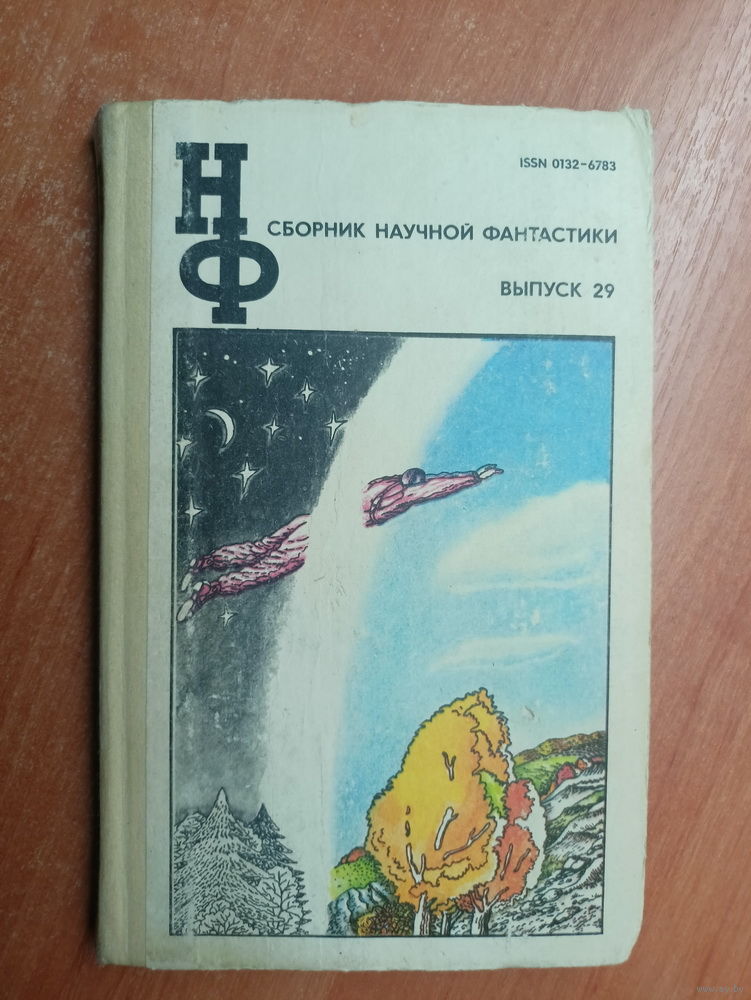 НФ
ISSN 0132-6783
СБОРНИК НАУЧНОЙ ФАНТАСТИКИ
ВЫПУСК 29